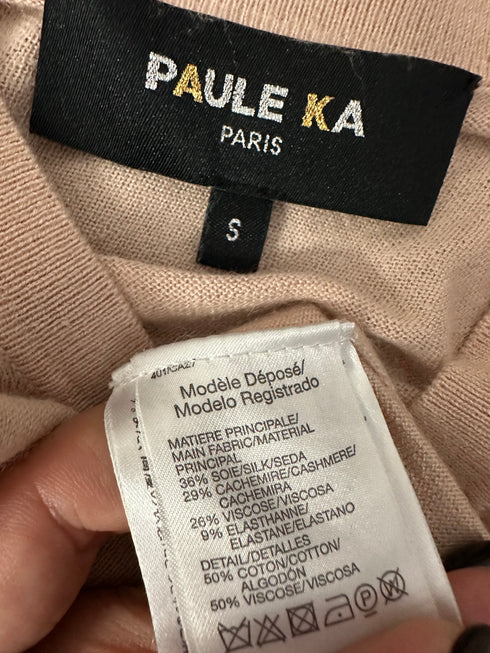 PAULE KA
PARIS
S
Modèle Déposé/
Modelo Registrado
MATIERE PRINCIPALE/
MAIN FABRIC/MATERIAL
PRINCIPAL
36% SOIE/SILK/SEDA
29% CACHEMIRE/CASHMERE/
CACHEMIRA
26% VISCOSE/VISCOSA
9% ELASTHANNE/
ELASTANE/ELASTANO
DETAIL/DETALLES
50% COTON/COTTON/
ALGODÓN
50% VISCOSE/VISCOSA
P W